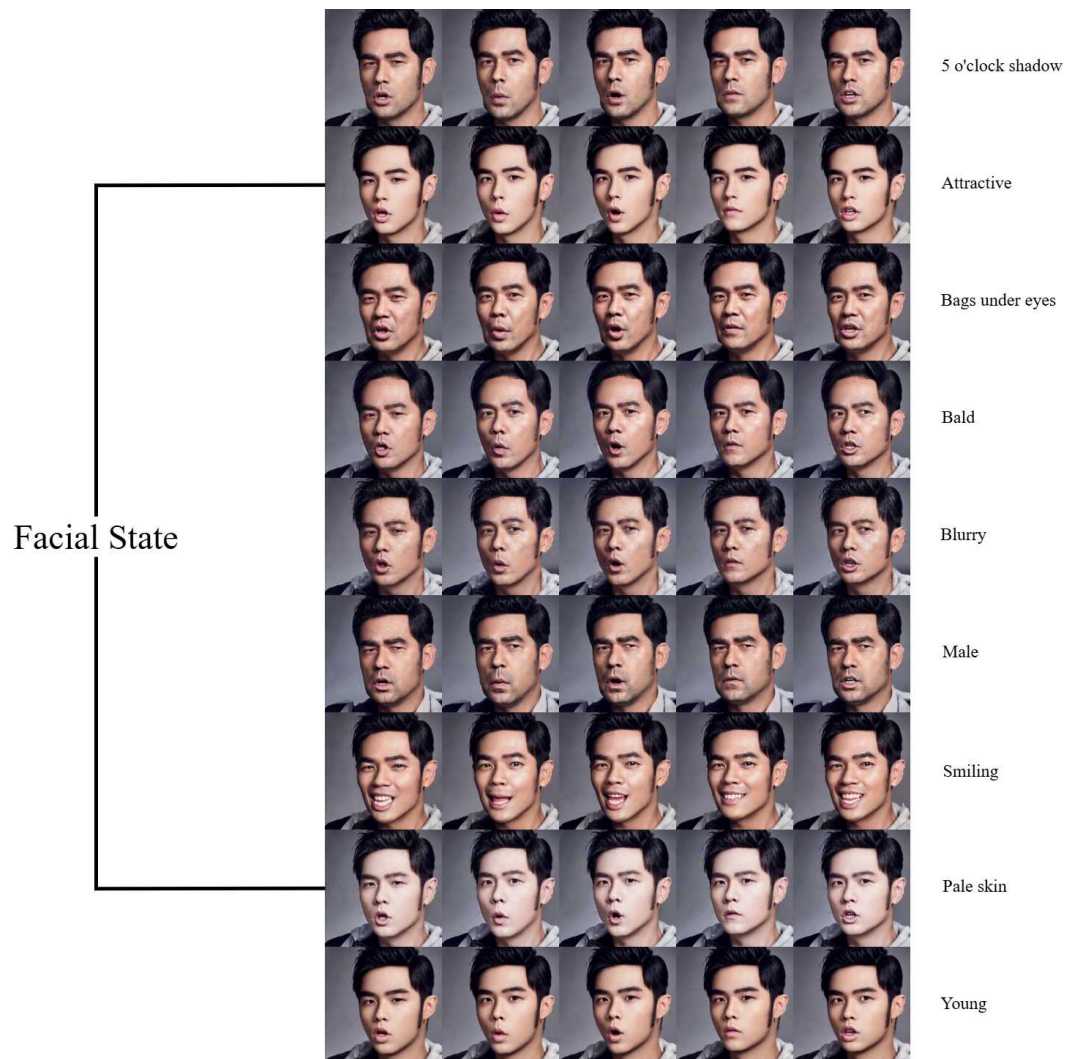 5 o'clock shadow
Attractive
Bags under eyes
Bald
Facial State
Blurry
Male
Smiling
Pale skin
Young